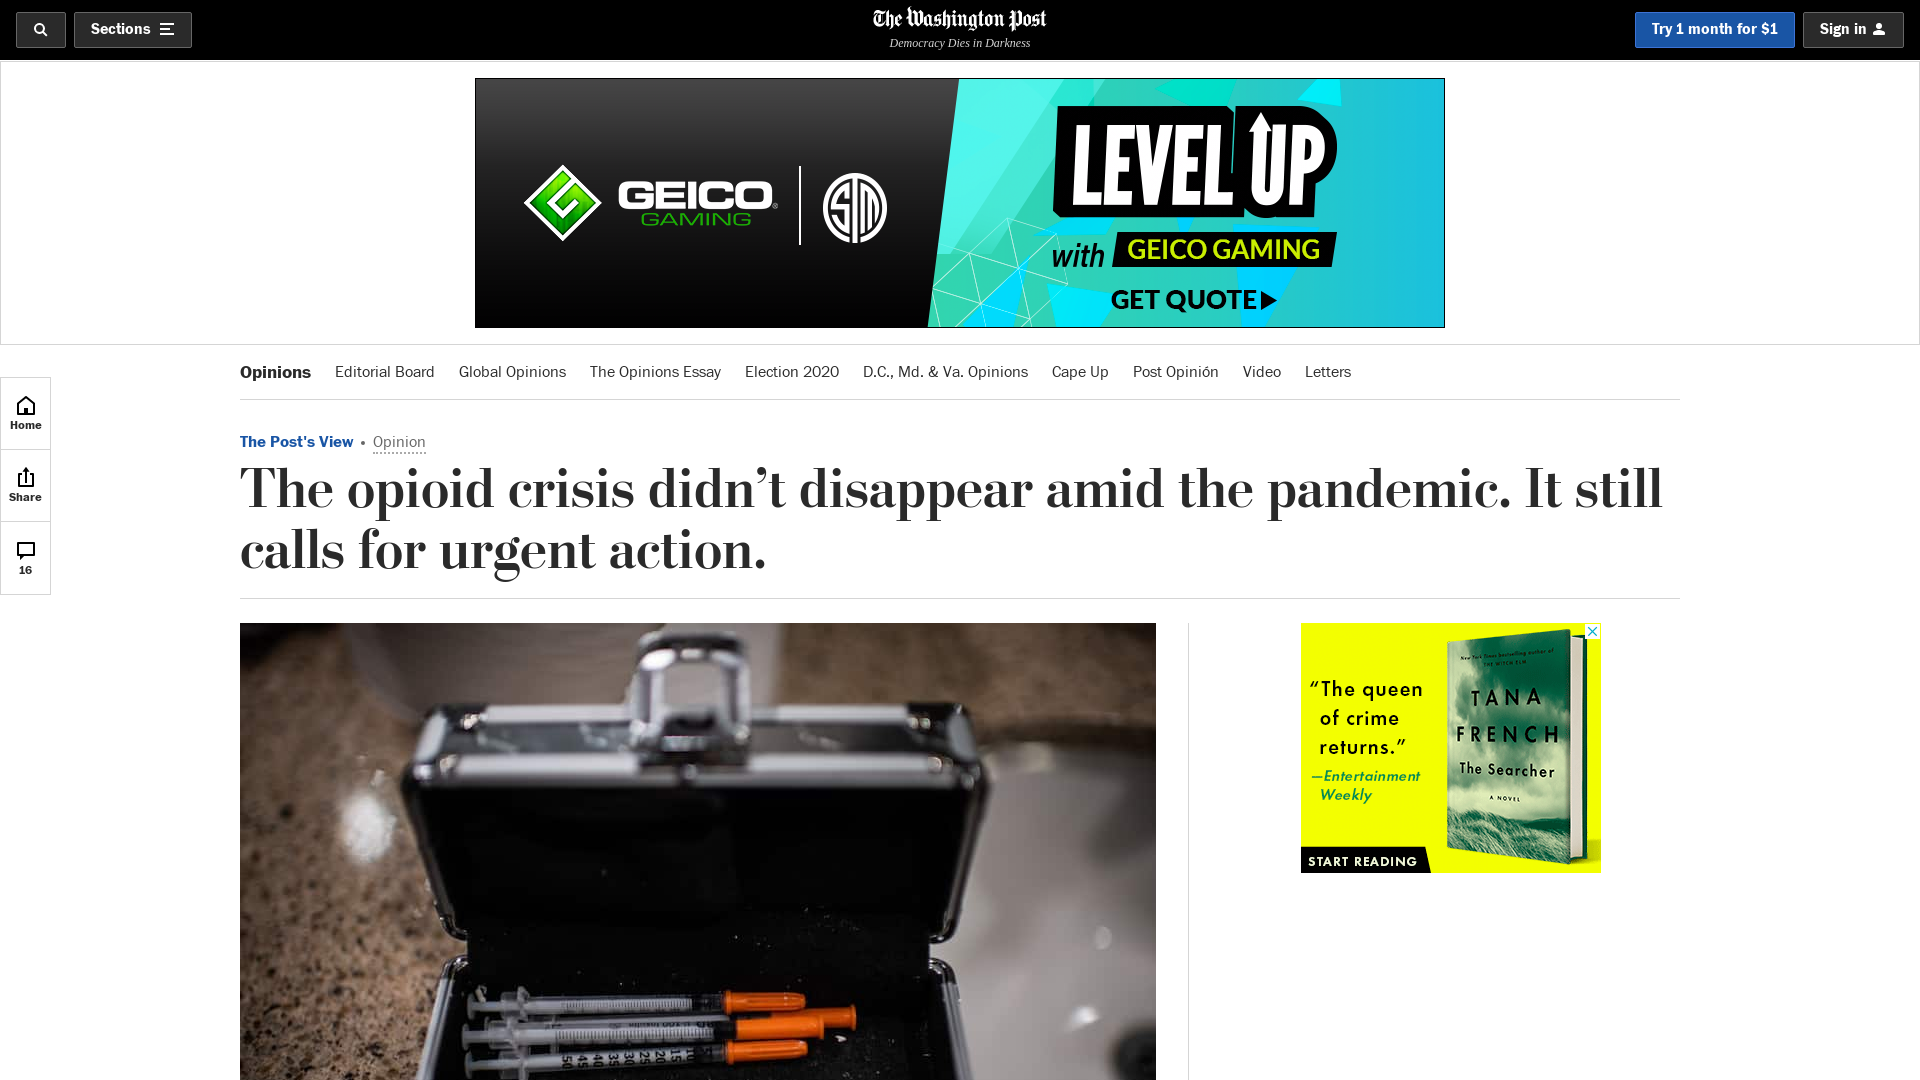 Sections
The Washington Post
Democracy Dies in Darkness
Try 1 month for $1
Sign in
GEICO
GAMING
TSM
LEVEL UP
with GEICO GAMING
GET QUOTE
Opinions
Editorial Board
Global Opinions
The Opinions Essay
Election 2020
D.C., Md. & Va. Opinions
Cape Up
Post Opinión
Video
Letters
Home
Share
16
The Post's View • Opinion
The opioid crisis didn’t disappear amid the pandemic. It still
calls for urgent action.
“The queen
of crime
returns.”
—Entertainment
Weekly
START READING
New York Times bestselling author of
THE WITCH ELM
TANA
FRENCH
The Searcher
A NOVEL